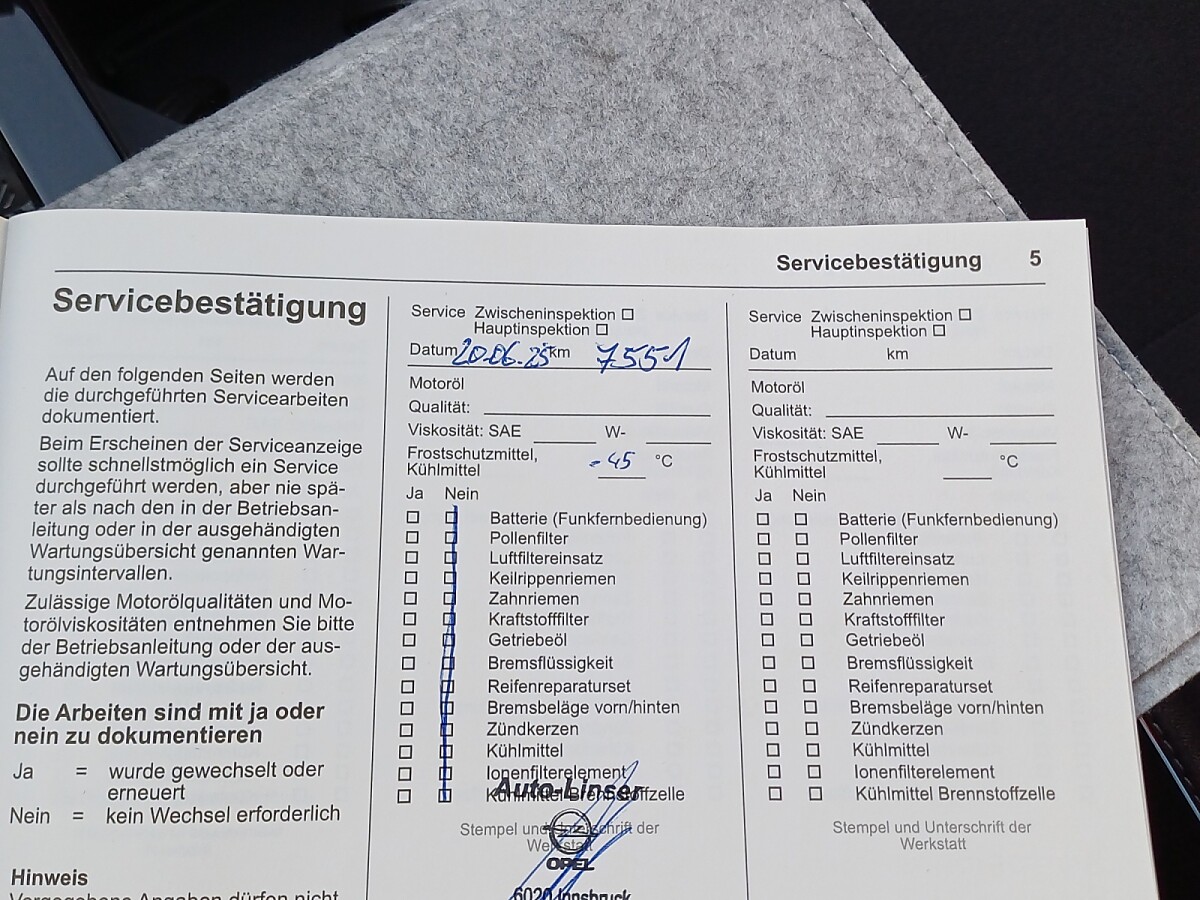 Servicebestätigung 5
Servicebestätigung
Auf den folgenden Seiten werden
die durchgeführten Servicearbeiten
dokumentiert.
Beim Erscheinen der Serviceanzeige
sollte schnellstmöglich ein Service
durchgeführt werden, aber nie spä-
ter als nach den in der Betriebsan-
leitung oder in der ausgehändigten
Wartungsübersicht genannten War-
tungsintervallen.
Zulässige Motorölqualitäten und Mo-
torölviskositäten entnehmen Sie bitte
der Betriebsanleitung oder der aus-
gehändigten Wartungsübersicht.
Die Arbeiten sind mit ja oder
nein zu dokumentieren
Ja = wurde gewechselt oder
erneuert
Nein = kein Wechsel erforderlich
Hinweis
Vorgegebene Angaben dürfen nicht
Service Zwischeninspektion
Hauptinspektion
Datum 20.06.25 km 7551
Motoröl
Qualität:
Viskosität: SAE W-
Frostschutzmittel,
Kühlmittel -45 °C
Ja Nein
Batterie (Funkfernbedienung)
Pollenfilter
Luftfiltereinsatz
Keilrippenriemen
Zahnriemen
Kraftstofffilter
Getriebeöl
Bremsflüssigkeit
Reifenreparaturset
Bremsbeläge vorn/hinten
Zündkerzen
Kühlmittel
Ionenfilterelement
Kühlmittel Brennstoffzelle
Auto-Linser
Stempel und Unterschrift der
Werkstatt
OPEL
6020 Innsbruck
Service Zwischeninspektion
Hauptinspektion
Datum km
Motoröl
Qualität:
Viskosität: SAE W-
Frostschutzmittel,
Kühlmittel °C
Ja Nein
Batterie (Funkfernbedienung)
Pollenfilter
Luftfiltereinsatz
Keilrippenriemen
Zahnriemen
Kraftstofffilter
Getriebeöl
Bremsflüssigkeit
Reifenreparaturset
Bremsbeläge vorn/hinten
Zündkerzen
Kühlmittel
Ionenfilterelement
Kühlmittel Brennstoffzelle
Stempel und Unterschrift der
Werkstatt